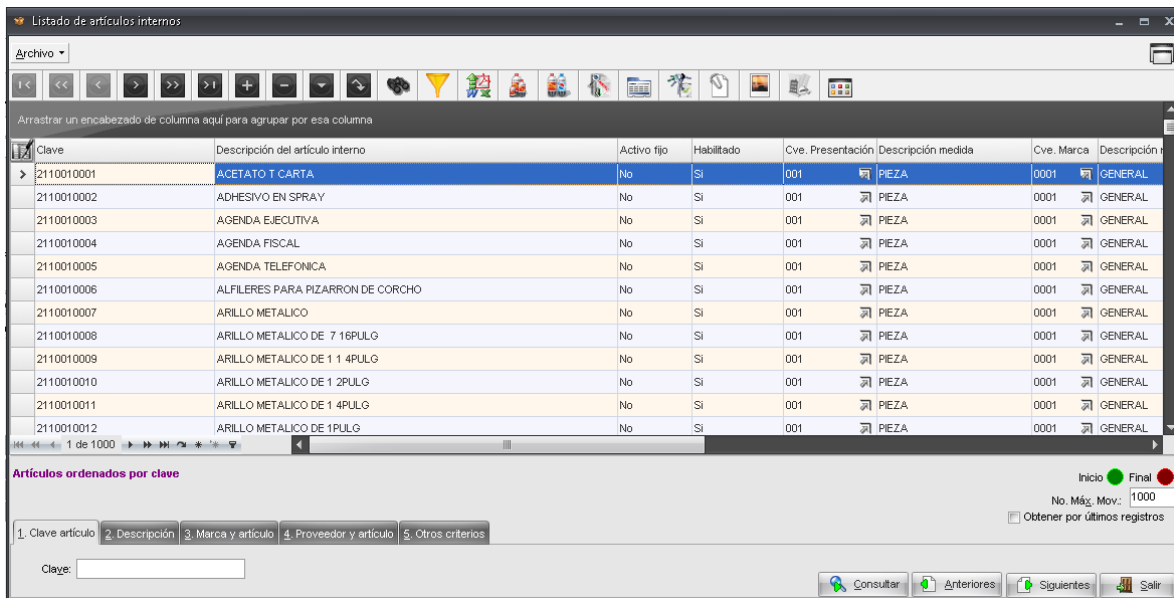 Listado de artículos internos
Archivo
Arrastrar un encabezado de columna aquí para agrupar por esa columna
Clave Descripción del artículo interno Activo fijo Habilitado Cve. Presentación Descripción medida Cve. Marca Descripción
2110010001 ACETATO T CARTA No Si 001 PIEZA 0001 GENERAL
2110010002 ADHESIVO EN SPRAY No Si 001 PIEZA 0001 GENERAL
2110010003 AGENDA EJECUTIVA No Si 001 PIEZA 0001 GENERAL
2110010004 AGENDA FISCAL No Si 001 PIEZA 0001 GENERAL
2110010005 AGENDA TELEFONICA No Si 001 PIEZA 0001 GENERAL
2110010006 ALFILERES PARA PIZARRON DE CORCHO No Si 001 PIEZA 0001 GENERAL
2110010007 ARILLO METALICO No Si 001 PIEZA 0001 GENERAL
2110010008 ARILLO METALICO DE 7 16PULG No Si 001 PIEZA 0001 GENERAL
2110010009 ARILLO METALICO DE 1 1 4PULG No Si 001 PIEZA 0001 GENERAL
2110010010 ARILLO METALICO DE 1 2PULG No Si 001 PIEZA 0001 GENERAL
2110010011 ARILLO METALICO DE 1 4PULG No Si 001 PIEZA 0001 GENERAL
2110010012 ARILLO METALICO DE 1PULG No Si 001 PIEZA 0001 GENERAL
1 de 1000
Artículos ordenados por clave
Inicio Final
No. Máx. Mov.: 1000
Obtener por últimos registros
1. Clave artículo 2. Descripción 3. Marca y artículo 4. Proveedor y artículo 5. Otros criterios
Clave:
Consultar Anteriores Siguientes Salir